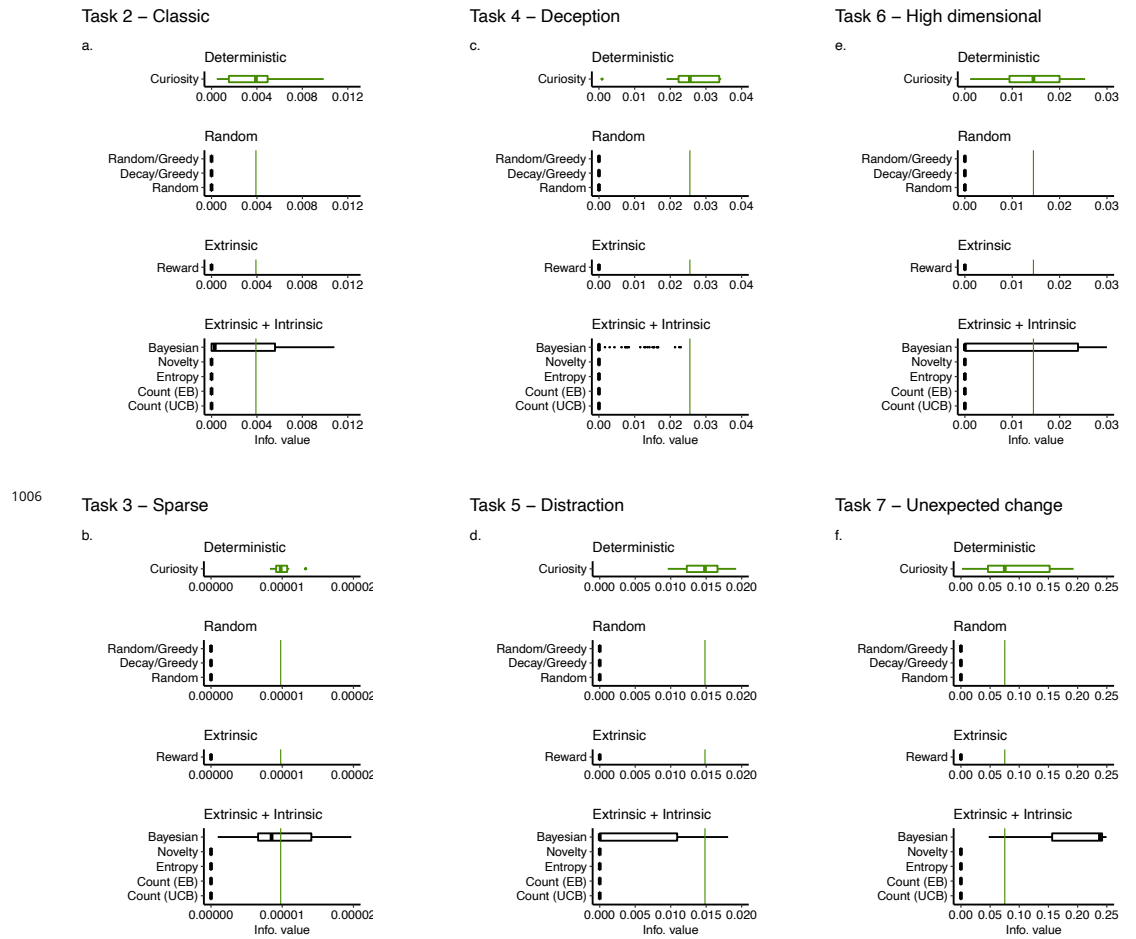 Task 2 – Classic
a.
Deterministic
Curiosity
0.000 0.004 0.008 0.012
Random
Random/Greedy
Decay/Greedy
Random
0.000 0.004 0.008 0.012
Extrinsic
Reward
0.000 0.004 0.008 0.012
Extrinsic + Intrinsic
Bayesian
Novelty
Entropy
Count (EB)
Count (UCB)
0.000 0.004 0.008 0.012
Info. value
Task 4 – Deception
c.
Deterministic
Curiosity
0.00 0.01 0.02 0.03 0.04
Random
Random/Greedy
Decay/Greedy
Random
0.00 0.01 0.02 0.03 0.04
Extrinsic
Reward
0.00 0.01 0.02 0.03 0.04
Extrinsic + Intrinsic
Bayesian
Novelty
Entropy
Count (EB)
Count (UCB)
0.00 0.01 0.02 0.03 0.04
Info. value
Task 6 – High dimensional
e.
Deterministic
Curiosity
0.00 0.01 0.02 0.03
Random
Random/Greedy
Decay/Greedy
Random
0.00 0.01 0.02 0.03
Extrinsic
Reward
0.00 0.01 0.02 0.03
Extrinsic + Intrinsic
Bayesian
Novelty
Entropy
Count (EB)
Count (UCB)
0.00 0.01 0.02 0.03
Info. value
1006
Task 3 – Sparse
b.
Deterministic
Curiosity
0.00000 0.00001 0.00002
Random
Random/Greedy
Decay/Greedy
Random
0.00000 0.00001 0.00002
Extrinsic
Reward
0.00000 0.00001 0.00002
Extrinsic + Intrinsic
Bayesian
Novelty
Entropy
Count (EB)
Count (UCB)
0.00000 0.00001 0.00002
Info. value
Task 5 – Distraction
d.
Deterministic
Curiosity
0.000 0.005 0.010 0.015 0.020
Random
Random/Greedy
Decay/Greedy
Random
0.000 0.005 0.010 0.015 0.020
Extrinsic
Reward
0.000 0.005 0.010 0.015 0.020
Extrinsic + Intrinsic
Bayesian
Novelty
Entropy
Count (EB)
Count (UCB)
0.000 0.005 0.010 0.015 0.020
Info. value
Task 7 – Unexpected change
f.
Deterministic
Curiosity
0.00 0.05 0.10 0.15 0.20 0.25
Random
Random/Greedy
Decay/Greedy
Random
0.00 0.05 0.10 0.15 0.20 0.25
Extrinsic
Reward
0.00 0.05 0.10 0.15 0.20 0.25
Extrinsic + Intrinsic
Bayesian
Novelty
Entropy
Count (EB)
Count (UCB)
0.00 0.05 0.10 0.15 0.20 0.25
Info. value